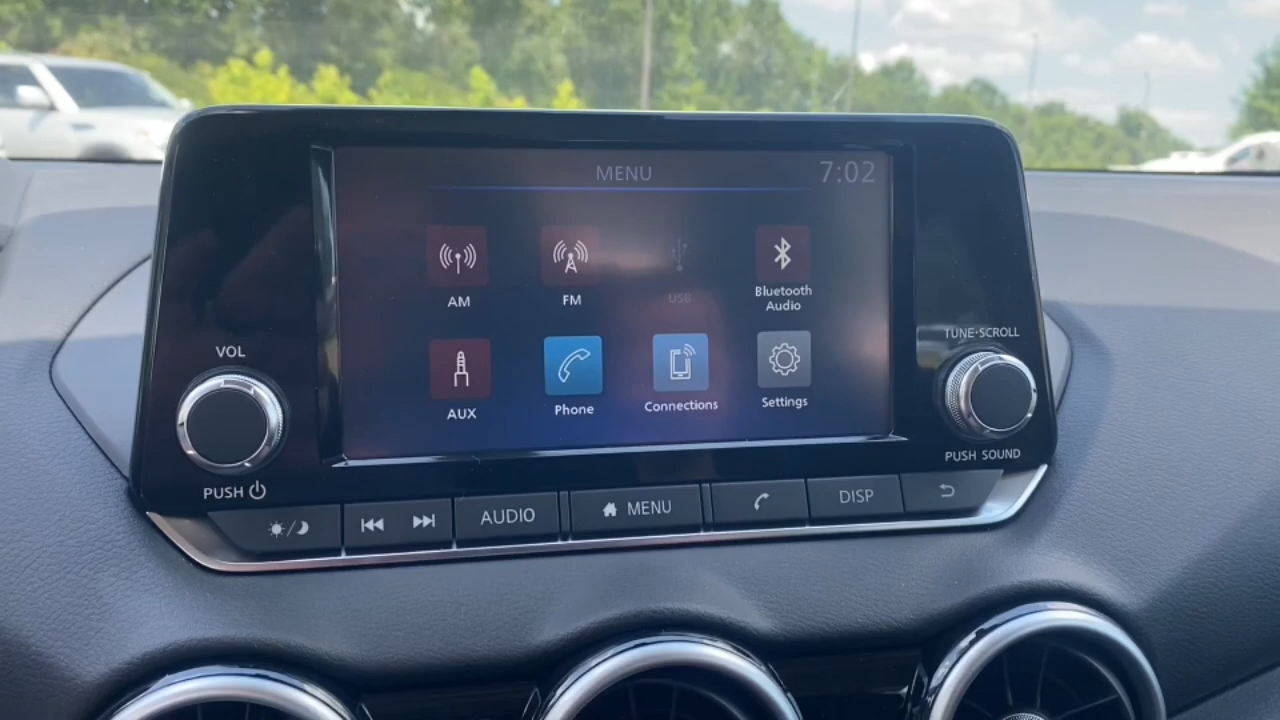 MENU
7:02
AM
FM
USB
Bluetooth
Audio
AUX
Phone
Connections
Settings
VOL
PUSH
TUNE·SCROLL
PUSH SOUND
AUDIO
MENU
DISP